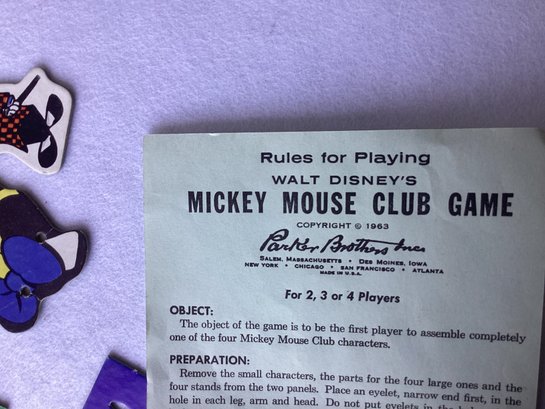 Rules for Playing
WALT DISNEY'S
MICKEY MOUSE CLUB GAME
COPYRIGHT © 1963
Parker Brothers Inc
SALEM, MASSACHUSETTS • DES MOINES, IOWA
NEW YORK • CHICAGO • SAN FRANCISCO • ATLANTA
MADE IN U.S.A.
For 2, 3 or 4 Players
OBJECT:
The object of the game is to be the first player to assemble completely
one of the four Mickey Mouse Club characters.
PREPARATION:
Remove the small characters, the parts for the four large ones and the
four stands from the two panels. Place an eyelet, narrow end first, in the
hole in each leg, arm and head. Do not put eyelets in the